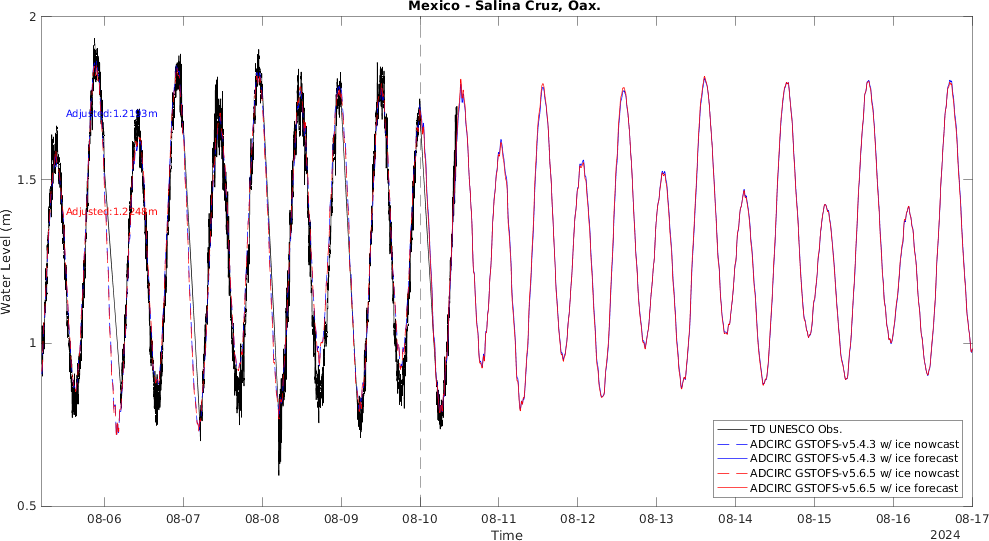 Mexico - Salina Cruz, Oax.
2
1.5
1
0.5
Water Level (m)
Adjusted:1.2193m
Adjusted:1.2248m
TD UNESCO Obs.
ADCIRC GSTOFS-v5.4.3 w/ ice nowcast
ADCIRC GSTOFS-v5.4.3 w/ ice forecast
ADCIRC GSTOFS-v5.6.5 w/ ice nowcast
ADCIRC GSTOFS-v5.6.5 w/ ice forecast
08-06 08-07 08-08 08-09 08-10 08-11 08-12 08-13 08-14 08-15 08-16 08-17
Time
2024